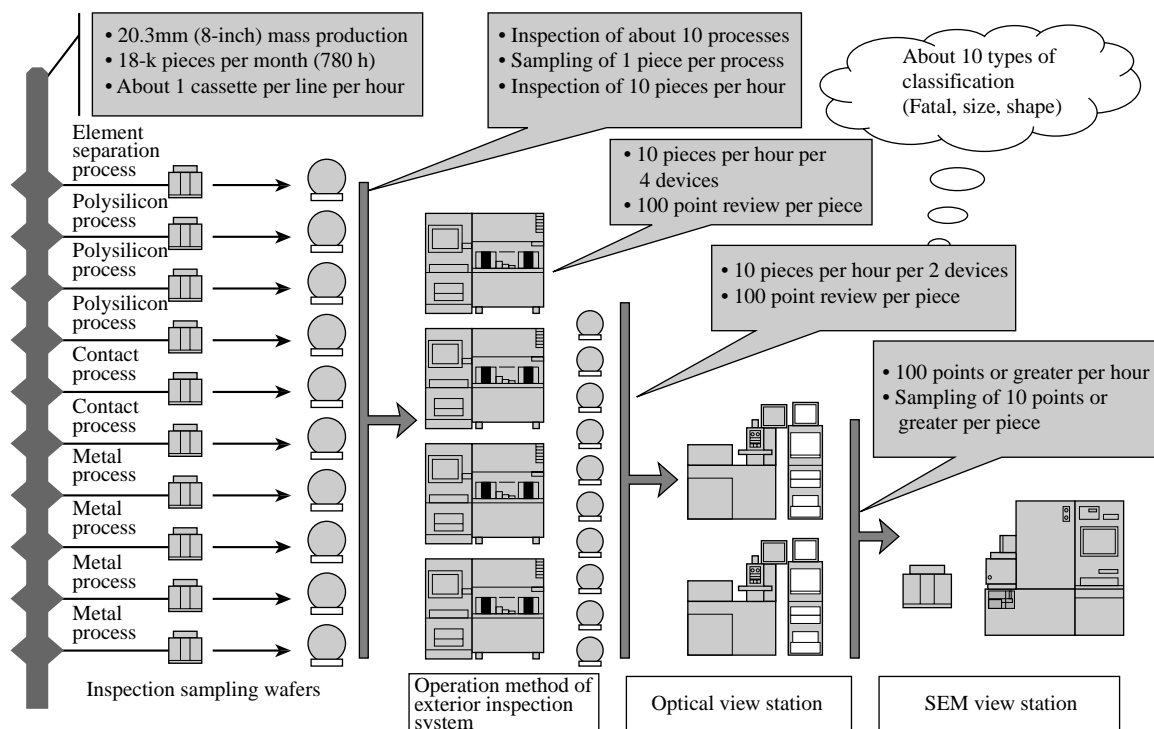 • 20.3mm (8-inch) mass production
• 18-k pieces per month (780 h)
• About 1 cassette per line per hour
• Inspection of about 10 processes
• Sampling of 1 piece per process
• Inspection of 10 pieces per hour
About 10 types of
classification
(Fatal, size, shape)
• 10 pieces per hour per
4 devices
• 100 point review per piece
• 10 pieces per hour per 2 devices
• 100 point review per piece
• 100 points or greater per hour
• Sampling of 10 points or
greater per piece
Element
separation
process
Polysilicon
process
Polysilicon
process
Polysilicon
process
Contact
process
Contact
process
Metal
process
Metal
process
Metal
process
Metal
process
Inspection sampling wafers
Operation method of
exterior inspection
system
Optical view station
SEM view station